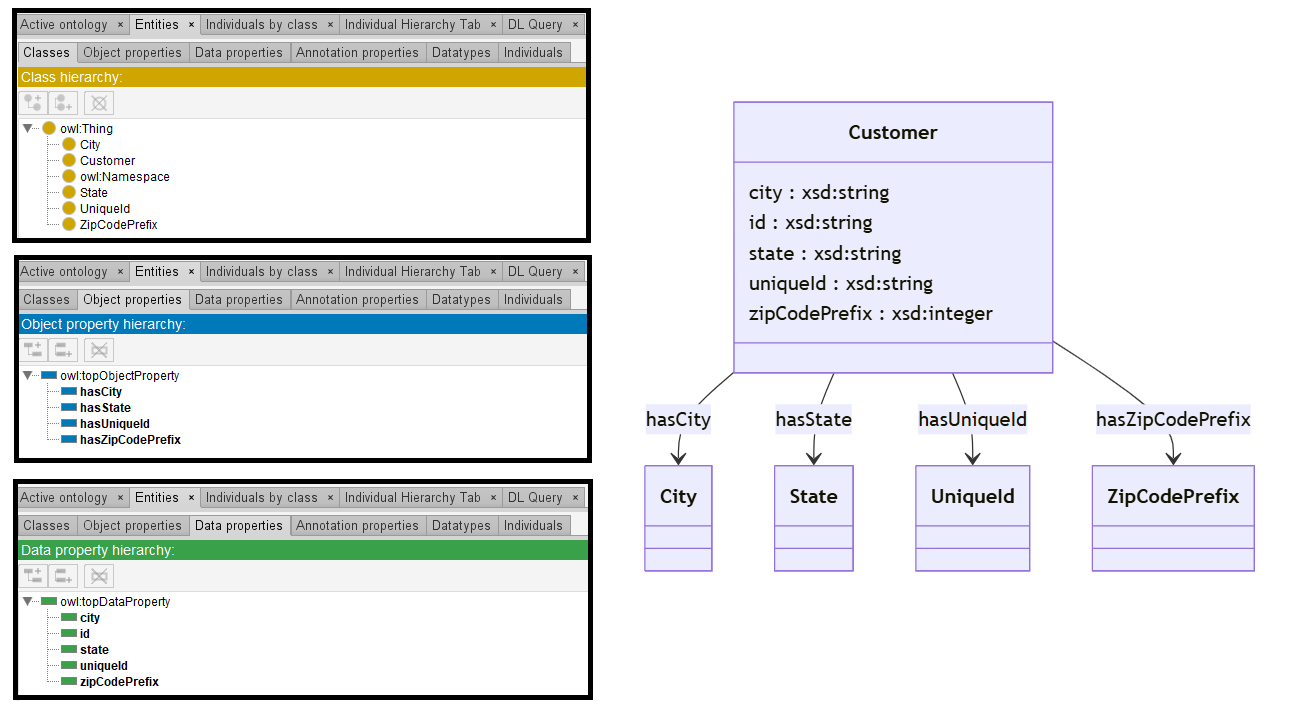 Active ontology × Entities × Individuals by class × Individual Hierarchy Tab × DL Query ×
Classes Object properties Data properties Annotation properties Datatypes Individuals
Class hierarchy:
owl:Thing
City
Customer
owl:Namespace
State
UniqueId
ZipCodePrefix
Active ontology × Entities × Individuals by class × Individual Hierarchy Tab × DL Query ×
Classes Object properties Data properties Annotation properties Datatypes Individuals
Object property hierarchy:
owl:topObjectProperty
hasCity
hasState
hasUniqueId
hasZipCodePrefix
Active ontology × Entities × Individuals by class × Individual Hierarchy Tab × DL Query ×
Classes Object properties Data properties Annotation properties Datatypes Individuals
Data property hierarchy:
owl:topDataProperty
city
id
state
uniqueId
zipCodePrefix
Customer
city : xsd:string
id : xsd:string
state : xsd:string
uniqueId : xsd:string
zipCodePrefix : xsd:integer
hasCity hasState hasUniqueId hasZipCodePrefix
City State UniqueId ZipCodePrefix